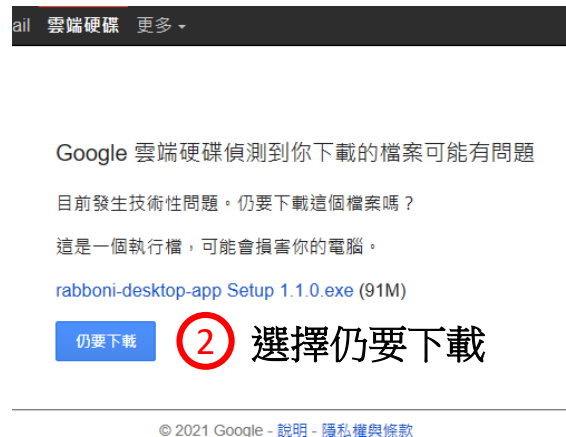 ail 雲端硬碟 更多
Google 雲端硬碟偵測到你下載的檔案可能有問題
目前發生技術性問題。仍要下載這個檔案嗎？
這是一個執行檔，可能會損害你的電腦。
rabboni-desktop-app Setup 1.1.0.exe (91M)
仍要下載 2 選擇仍要下載
© 2021 Google - 說明 - 隱私權與條款